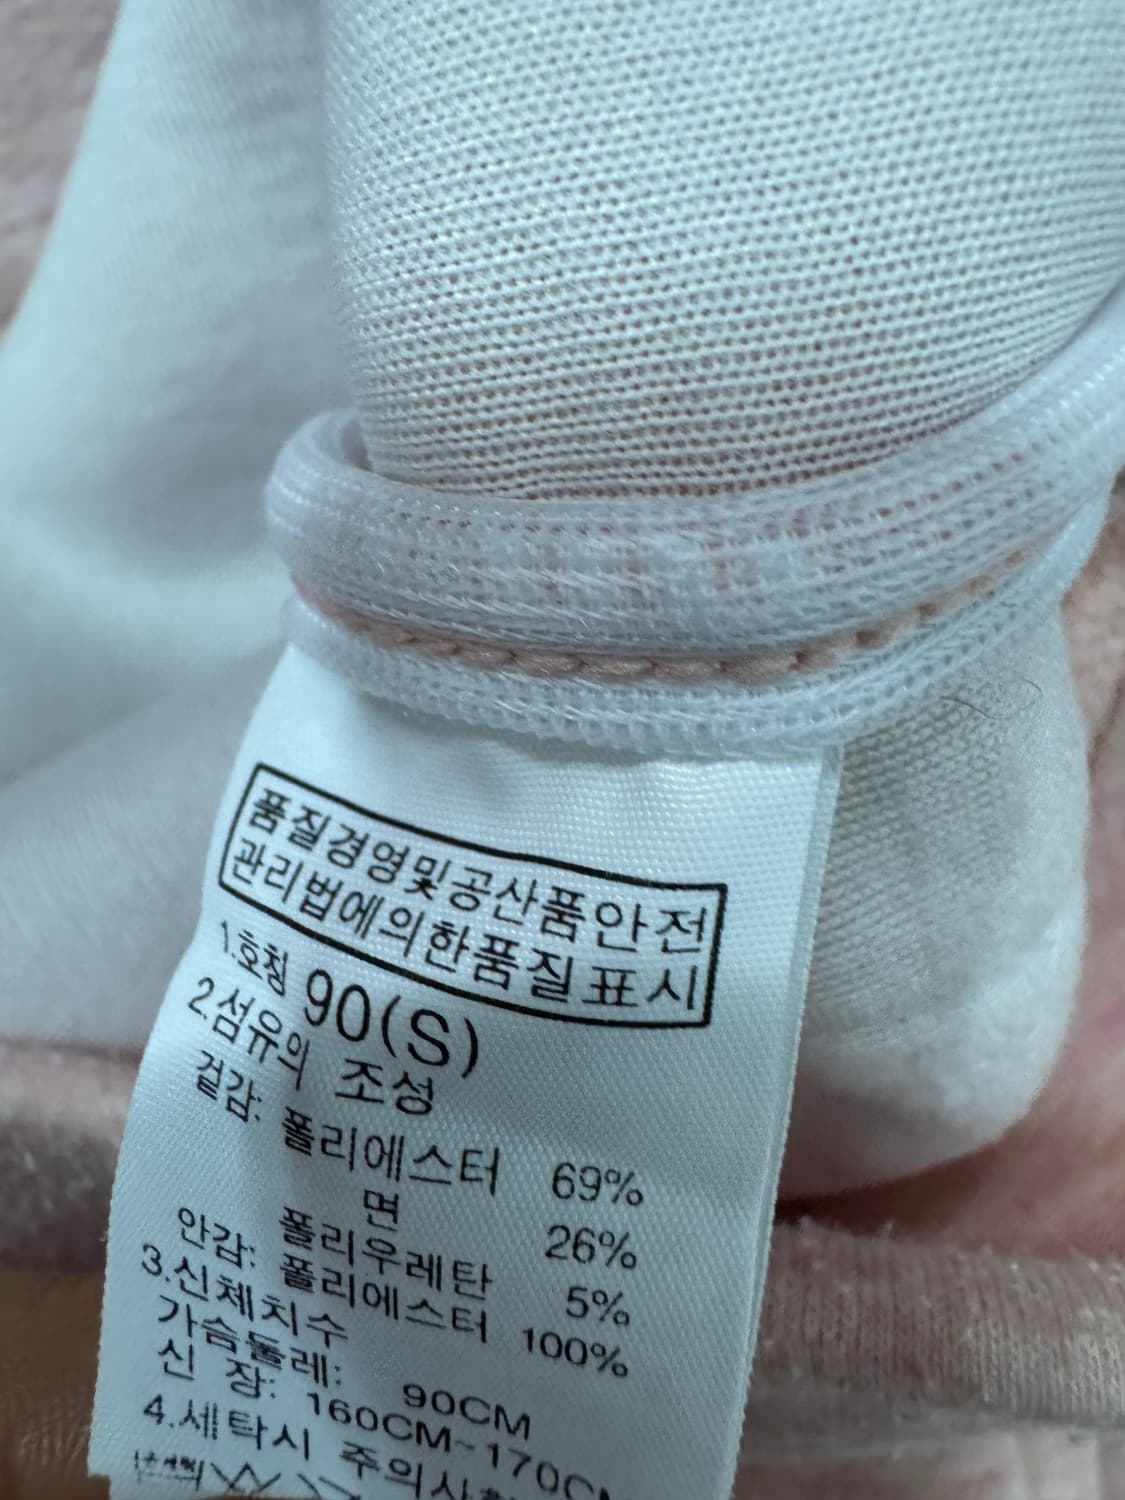 품질경영및공산품안전
관리법에의한품질표시
1.호칭 90(S)
2.섬유의 조성
겉감: 폴리에스터 69%
면 26%
폴리우레탄 5%
안감: 폴리에스터 100%
3.신체치수
가슴둘레: 90CM
신 장: 160CM~170CM
4.세탁시 주의사항
손세탁